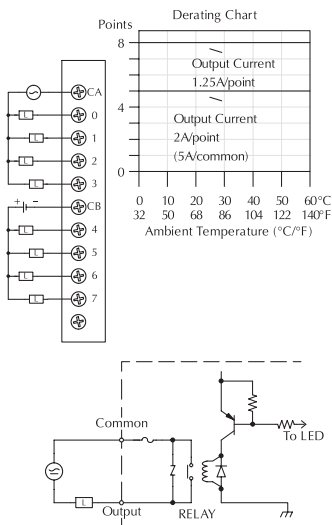 Derating Chart
Points
8
Output Current
1.25A/point
4
Output Current
2A/point
(5A/common)
0
0 10 20 30 40 50 60°C
32 50 68 86 104 122 140°F
Ambient Temperature (°C/°F)
CA
L 0
L 1
L 2
L 3
+ - CB
L 4
L 5
L 6
L 7
Common
To LED
L
Output
RELAY